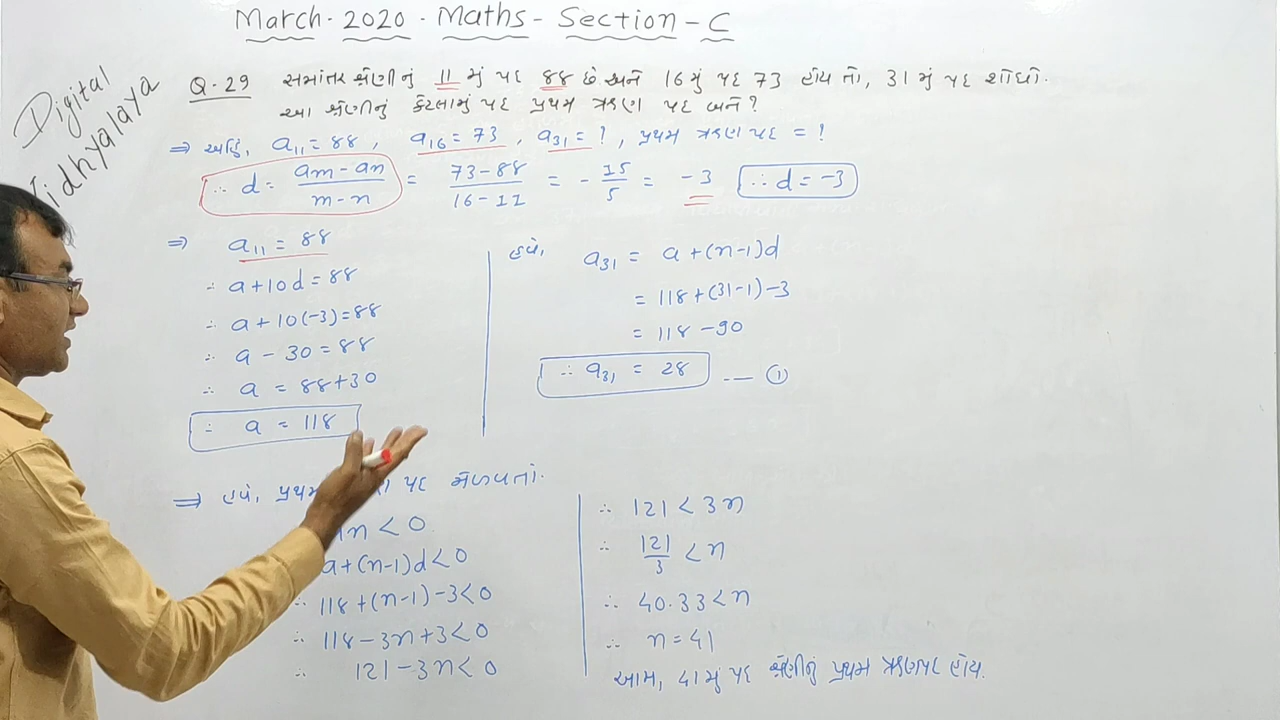 March - 2020 - Maths - Section - C
Digital
Vidhyalaya
Q-29 સમાંતર શ્રેણીનું 11 મું પદ 88 છે અને 16 મું પદ 73 હોય તો, 31 મું પદ શોધો.
આ શ્રેણીનું કેટલામું પદ પ્રથમ ઋણ પદ બને?
⇒ અહિં, a₁₁ = 88, a₁₆ = 73, a₃₁ = ?, પ્રથમ ઋણ પદ = ?
∴ d = (am - an)/(m - n) = (73 - 88)/(16 - 11) = - 15/5 = -3 ∴ d = -3
⇒ a₁₁ = 88
∴ a + 10d = 88
∴ a + 10(-3) = 88
∴ a - 30 = 88
∴ a = 88 + 30
∴ a = 118
હવે, a₃₁ = a + (n-1)d
= 118 + (31-1) -3
= 118 - 90
∴ a₃₁ = 28 --- ①
⇒ હવે, પ્રથમ પદ મેળવતાં.
an < 0.
a + (n-1)d < 0
∴ 118 + (n-1) -3 < 0
∴ 118 - 3n + 3 < 0
∴ 121 - 3n < 0
∴ 121 < 3n
∴ 121/3 < n
∴ 40.33 < n
∴ n = 41
આમ, 41 મું પદ શ્રેણીનું પ્રથમ ઋણપદ હોય.